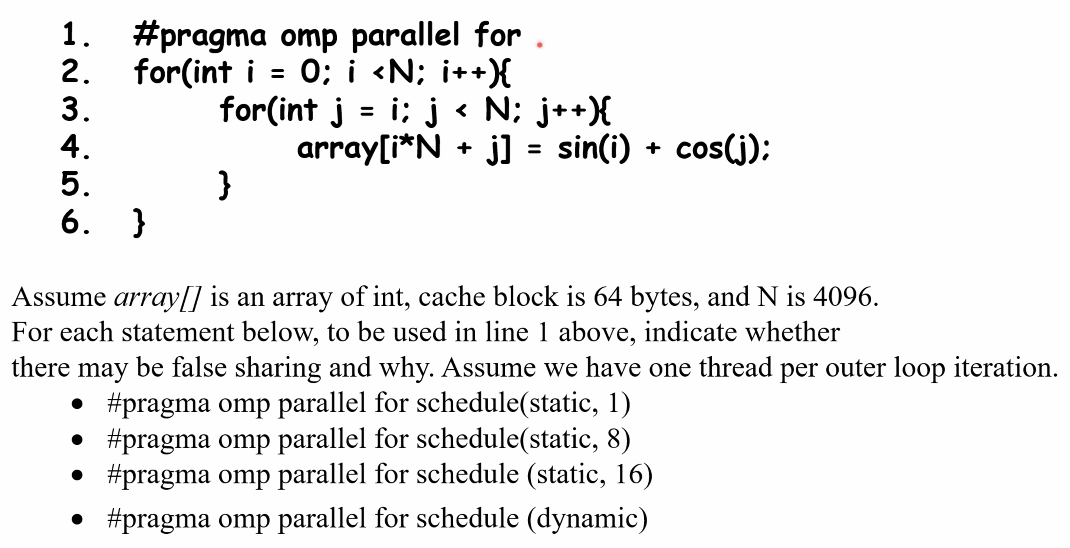 1. #pragma omp parallel for .
2. for(int i = 0; i <N; i++){
3. for(int j = i; j < N; j++){
4. array[i*N + j] = sin(i) + cos(j);
5. }
6. }
Assume array[] is an array of int, cache block is 64 bytes, and N is 4096.
For each statement below, to be used in line 1 above, indicate whether
there may be false sharing and why. Assume we have one thread per outer loop iteration.
• #pragma omp parallel for schedule(static, 1)
• #pragma omp parallel for schedule(static, 8)
• #pragma omp parallel for schedule (static, 16)
• #pragma omp parallel for schedule (dynamic)